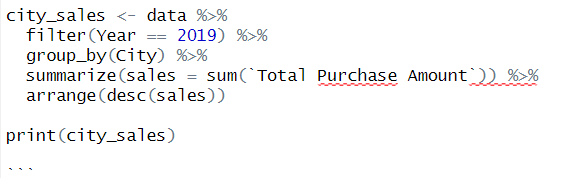 city_sales <- data %>%
  filter(Year == 2019) %>%
  group_by(City) %>%
  summarize(sales = sum(`Total Purchase Amount`)) %>%
  arrange(desc(sales))

print(city_sales)

```